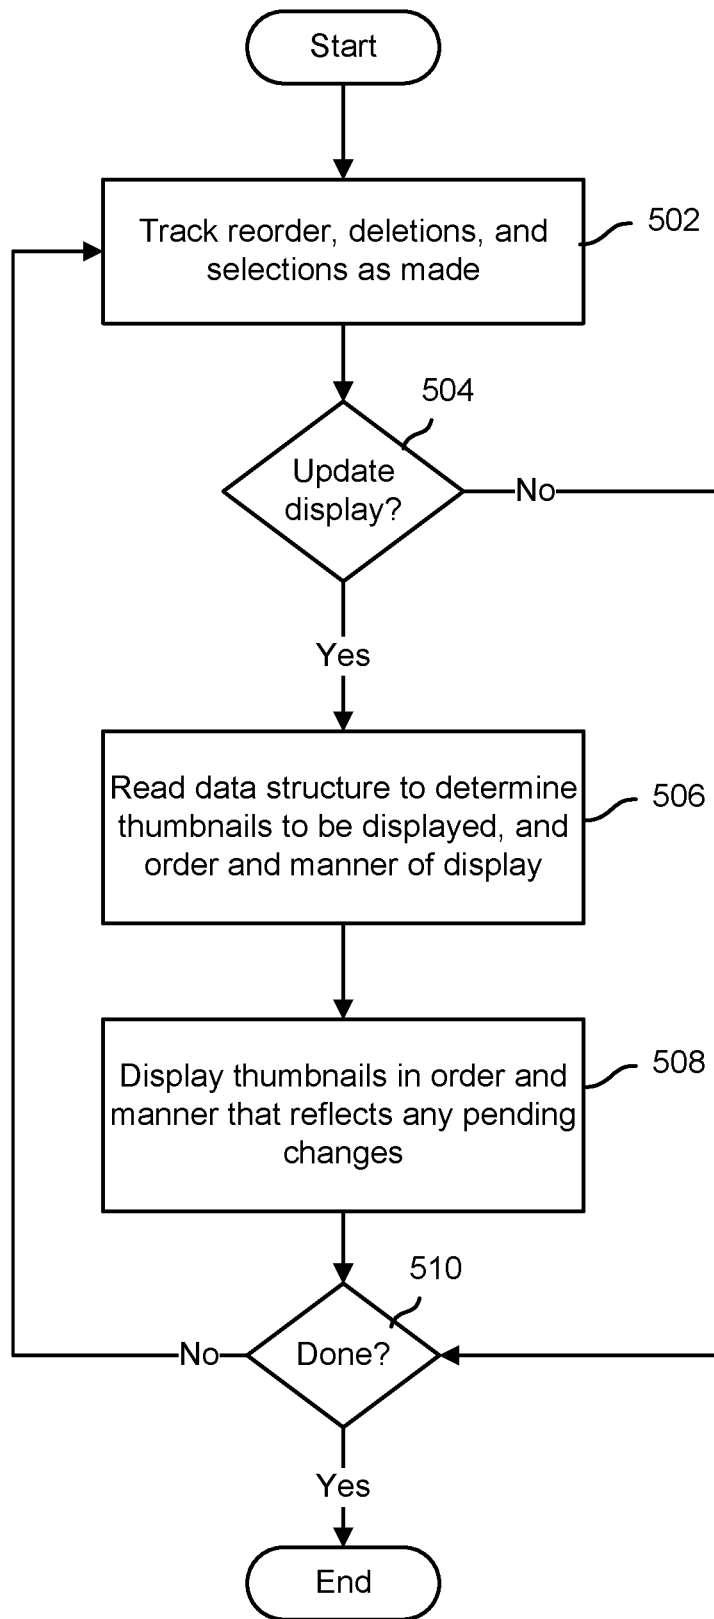 Start
Track reorder, deletions, and
selections as made
502
504
Update
display?
No
Yes
Read data structure to determine
thumbnails to be displayed, and
order and manner of display
506
Display thumbnails in order and
manner that reflects any pending
changes
508
510
No
Done?
Yes
End